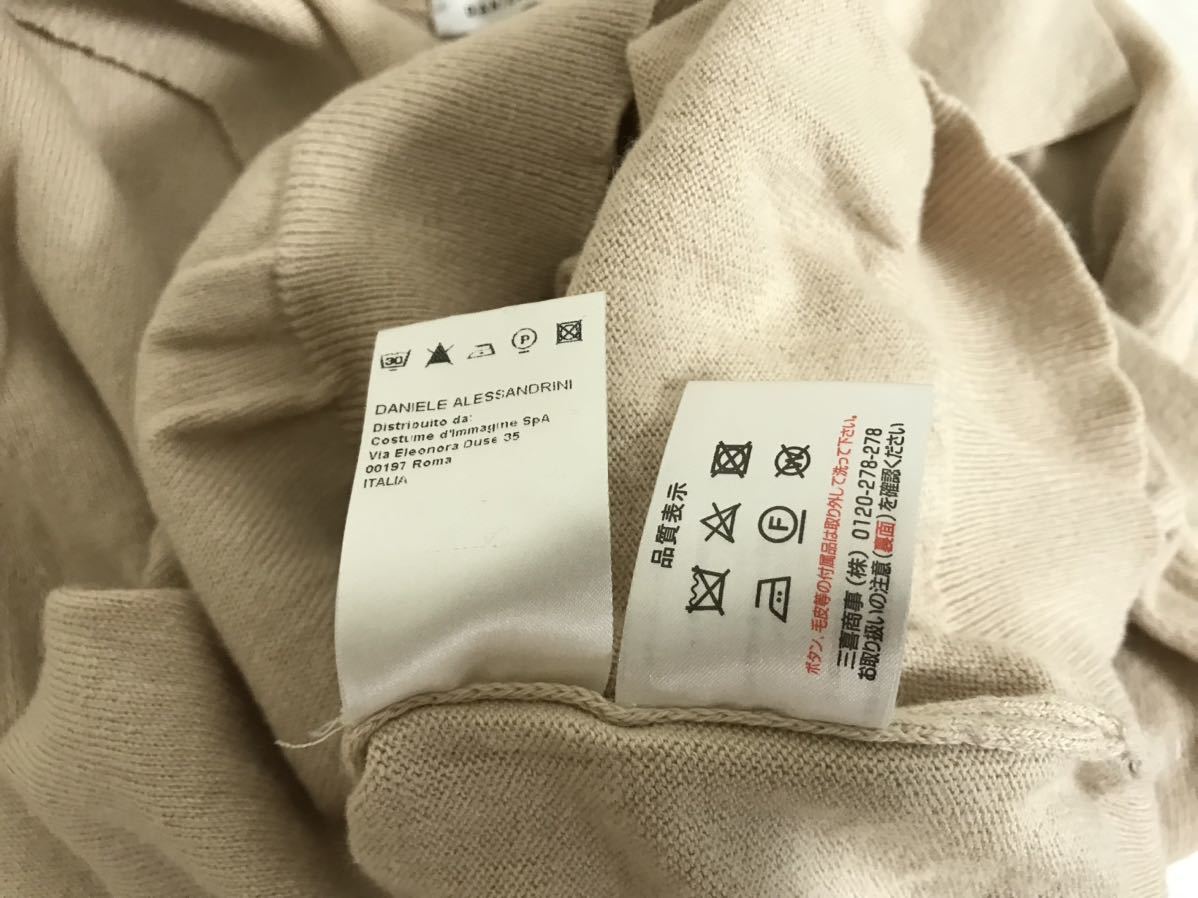 30
P
DANIELE ALESSANDRINI
Distribuito da:
Costume d'Immagine SpA
Via Eleonora Duse 35
00197 Roma
ITALIA
品質表示
F
W
ボタン、毛皮等の付属品は取り外して洗って下さい。
三喜商事(株) 0120-278-278
お取り扱いの注意(裏面)を確認ください